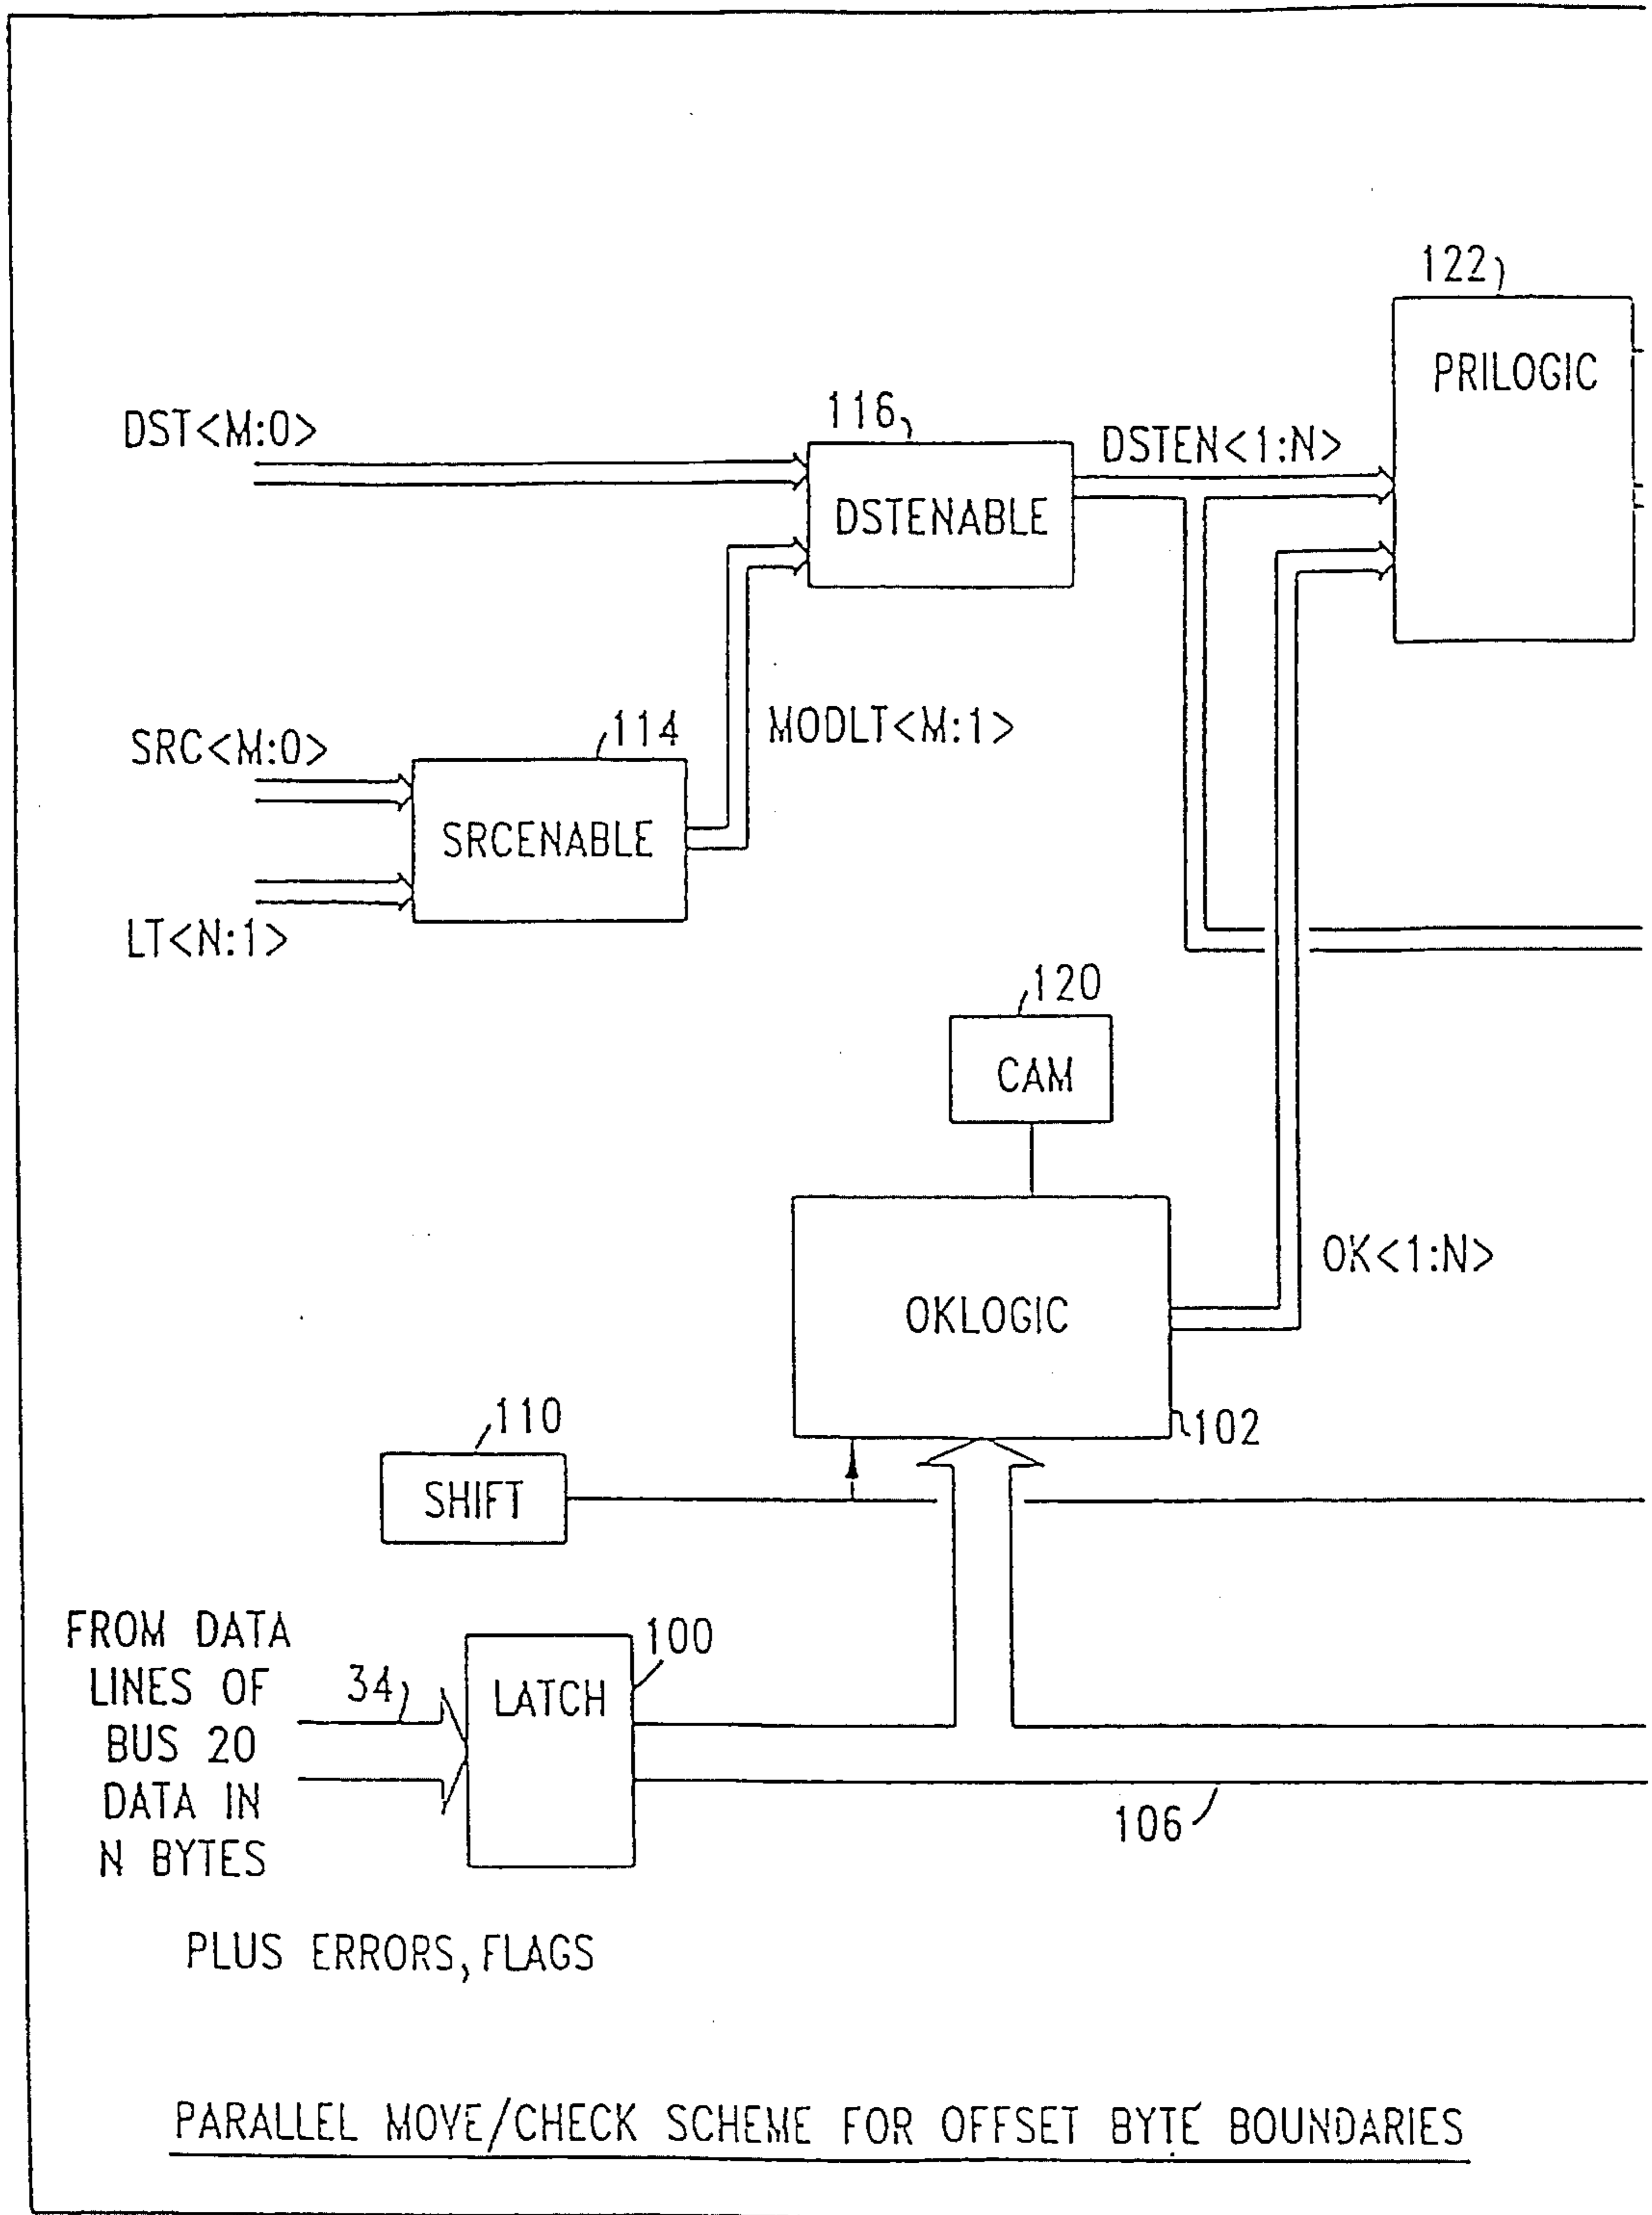 122
PRILOGIC
116
DST<M:0>
DSTEN<1:N>
DSTENABLE
MODLT<M:1>
114
SRC<M:0>
SRCENABLE
LT<N:1>
120
CAM
OK<1:N>
OKLOGIC
102
110
SHIFT
FROM DATA
LINES OF
BUS 20
DATA IN
N BYTES
34
100
LATCH
106
PLUS ERRORS, FLAGS
PARALLEL MOVE/CHECK SCHEME FOR OFFSET BYTE BOUNDARIES